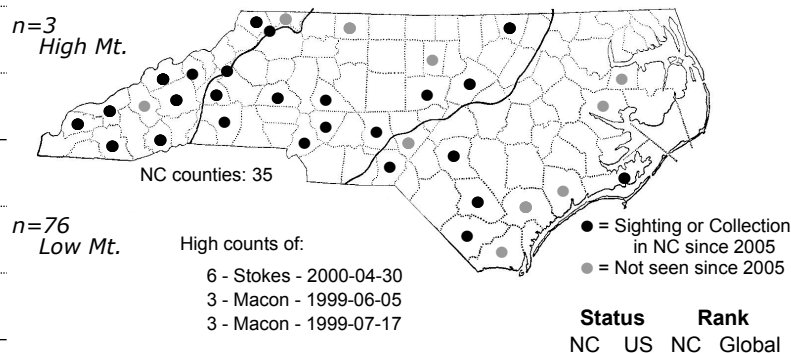 n=3
High Mt.
NC counties: 35
n=76
Low Mt.
High counts of:
6 - Stokes - 2000-04-30
3 - Macon - 1999-06-05
3 - Macon - 1999-07-17
= Sighting or Collection
in NC since 2005
= Not seen since 2005
Status Rank
NC US NC Global